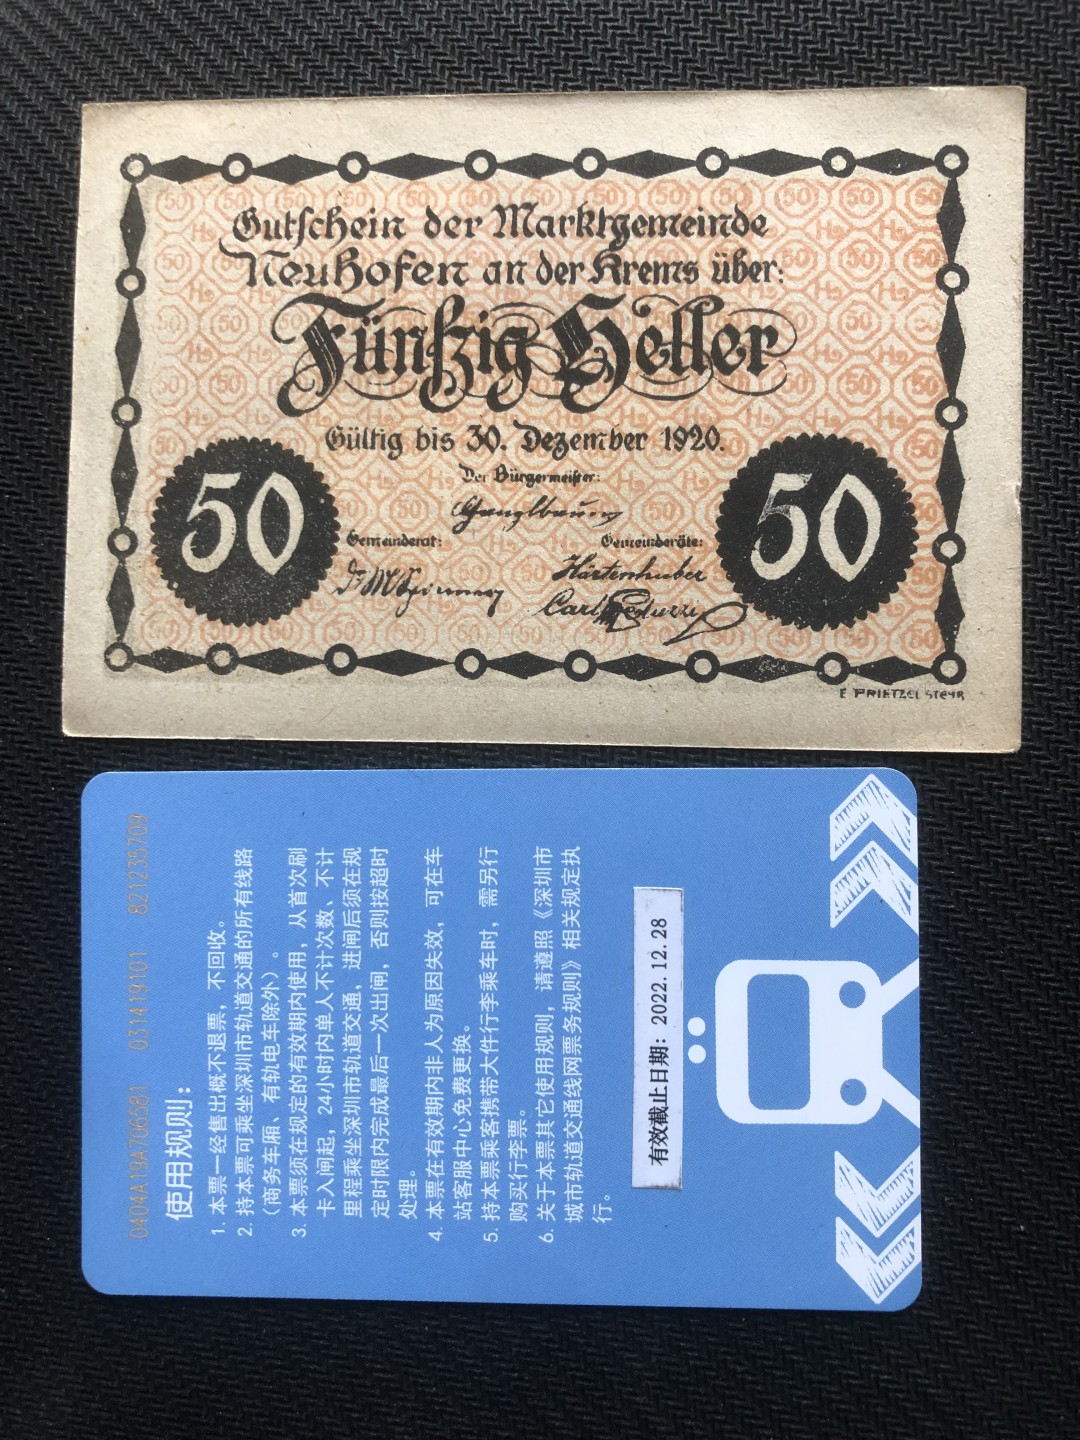 Gutschein der Marktgemeinde
Neuhofen an der Krems über:
Fünfzig Heller
Gültig bis 30. Dezember 1920.
Der Bürgermeister:
Gemeinderat:
Gemeinderäte:
Härtenhuber
50
50
E PRIETZEL STEYR
0404A19A706581 031419101 821235709
使用规则：
1. 本票一经售出概不退票，不回收。
2. 持本票可乘坐深圳市轨道交通的所有线路
（商务车厢、有轨电车除外）。
3. 本票须在规定的有效期内使用，从首次刷
卡入闸起，24小时内单人不计次数、不计
里程乘坐深圳市轨道交通，进闸后须在规
定时限内完成最后一次出闸，否则按超时
处理。
4. 本票在有效期内非人为原因失效，可在车
站客服中心免费更换。
5. 持本票乘客携带大件行李乘车时，需另行
购买行李票。
6. 关于本票其它使用规则，请遵照《深圳市
城市轨道交通线网票务规则》相关规定执
行。
有效截止日期：2022.12.28